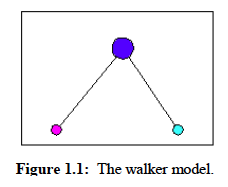 Figure 1.1: The walker model.